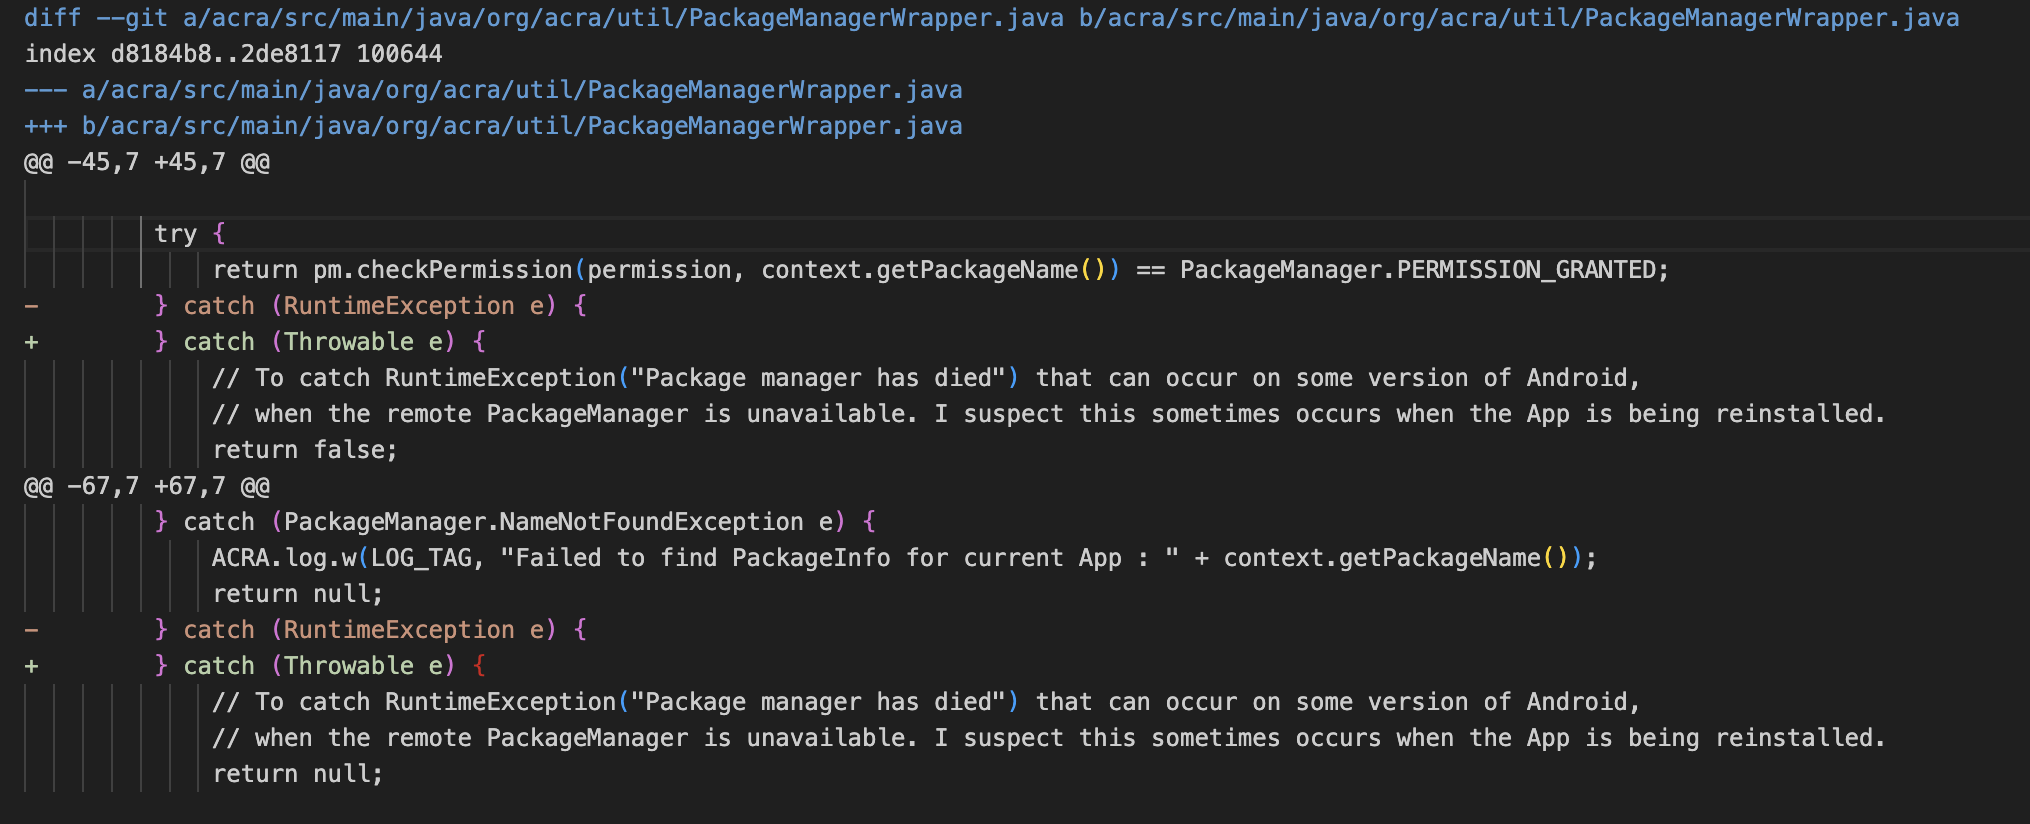 diff --git a/acra/src/main/java/org/acra/util/PackageManagerWrapper.java b/acra/src/main/java/org/acra/util/PackageManagerWrapper.java
index d8184b8..2de8117 100644
--- a/acra/src/main/java/org/acra/util/PackageManagerWrapper.java
+++ b/acra/src/main/java/org/acra/util/PackageManagerWrapper.java
@@ -45,7 +45,7 @@
         try {
             return pm.checkPermission(permission, context.getPackageName()) == PackageManager.PERMISSION_GRANTED;
-        } catch (RuntimeException e) {
+        } catch (Throwable e) {
             // To catch RuntimeException("Package manager has died") that can occur on some version of Android,
             // when the remote PackageManager is unavailable. I suspect this sometimes occurs when the App is being reinstalled.
             return false;
@@ -67,7 +67,7 @@
         } catch (PackageManager.NameNotFoundException e) {
             ACRA.log.w(LOG_TAG, "Failed to find PackageInfo for current App : " + context.getPackageName());
             return null;
-        } catch (RuntimeException e) {
+        } catch (Throwable e) {
             // To catch RuntimeException("Package manager has died") that can occur on some version of Android,
             // when the remote PackageManager is unavailable. I suspect this sometimes occurs when the App is being reinstalled.
             return null;